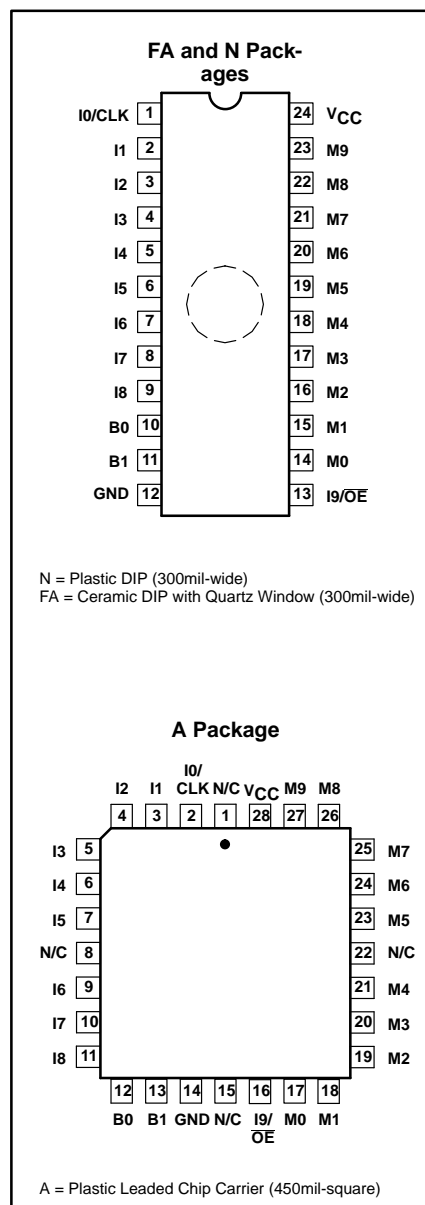 FA and N Pack-
ages
I0/CLK 1 24 VCC
I1 2 23 M9
I2 3 22 M8
I3 4 21 M7
I4 5 20 M6
I5 6 19 M5
I6 7 18 M4
I7 8 17 M3
I8 9 16 M2
B0 10 15 M1
B1 11 14 M0
GND 12 13 I9/O̅E̅
N = Plastic DIP (300mil-wide)
FA = Ceramic DIP with Quartz Window (300mil-wide)
A Package
I0/
I2 I1 CLK N/C VCC M9 M8
4 3 2 1 28 27 26
I3 5 25 M7
I4 6 24 M6
I5 7 23 M5
N/C 8 22 N/C
I6 9 21 M4
I7 10 20 M3
I8 11 19 M2
12 13 14 15 16 17 18
B0 B1 GND N/C I9/ M0 M1
O̅E̅
A = Plastic Leaded Chip Carrier (450mil-square)